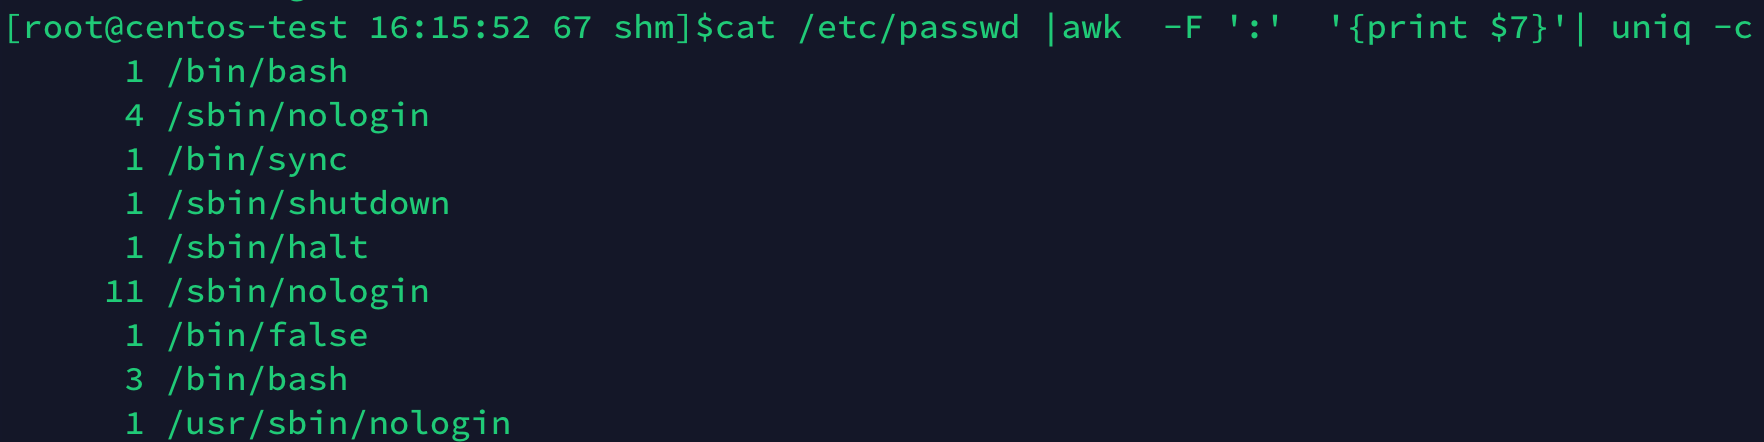 [root@centos-test 16:15:52 67 shm]$cat /etc/passwd |awk  -F ':'  '{print $7}'| uniq -c
      1 /bin/bash
      4 /sbin/nologin
      1 /bin/sync
      1 /sbin/shutdown
      1 /sbin/halt
     11 /sbin/nologin
      1 /bin/false
      3 /bin/bash
      1 /usr/sbin/nologin